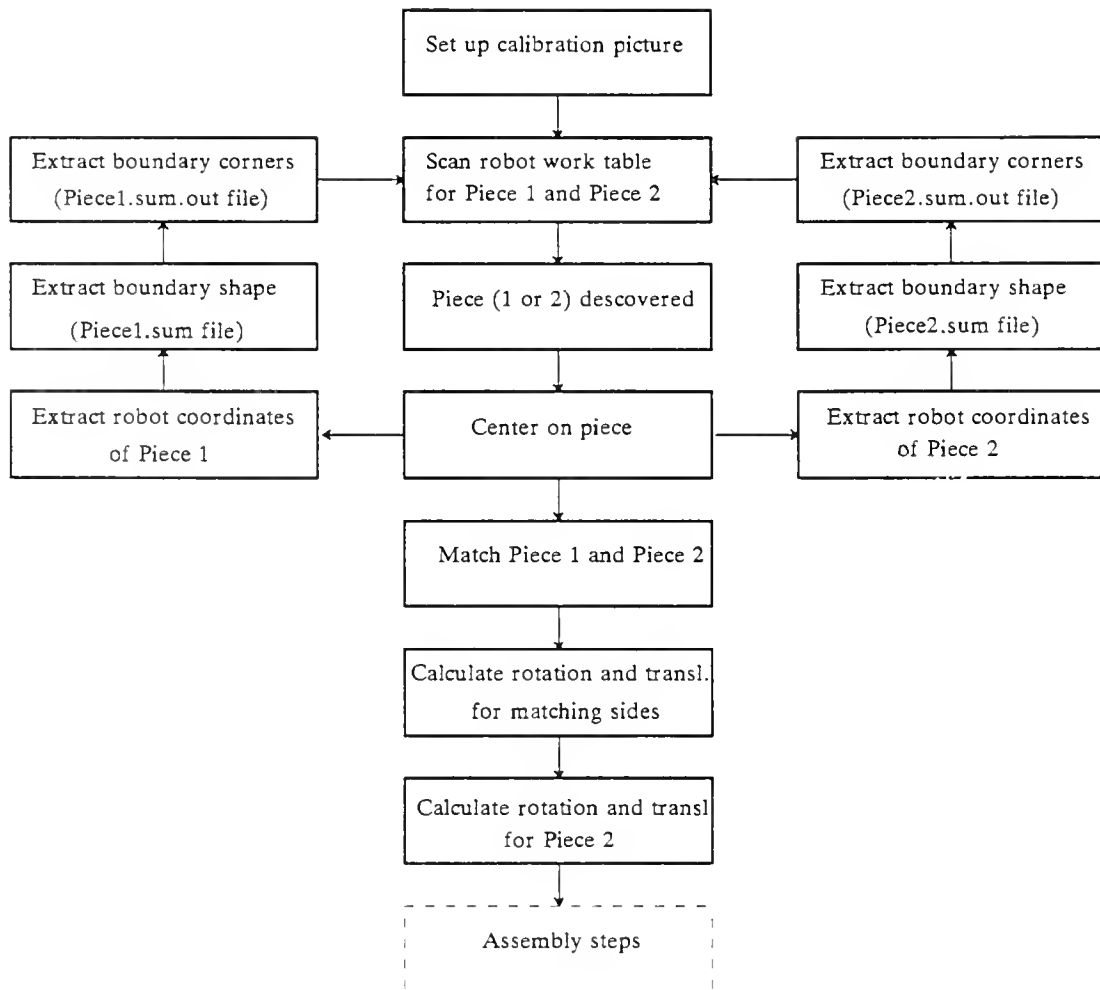 Set up calibration picture
Extract boundary corners
(Piece1.sum.out file)
Scan robot work table
for Piece 1 and Piece 2
Extract boundary corners
(Piece2.sum.out file)
Extract boundary shape
(Piece1.sum file)
Piece (1 or 2) descovered
Extract boundary shape
(Piece2.sum file)
Extract robot coordinates
of Piece 1
Center on piece
Extract robot coordinates
of Piece 2
Match Piece 1 and Piece 2
Calculate rotation and transl.
for matching sides
Calculate rotation and transl
for Piece 2
Assembly steps